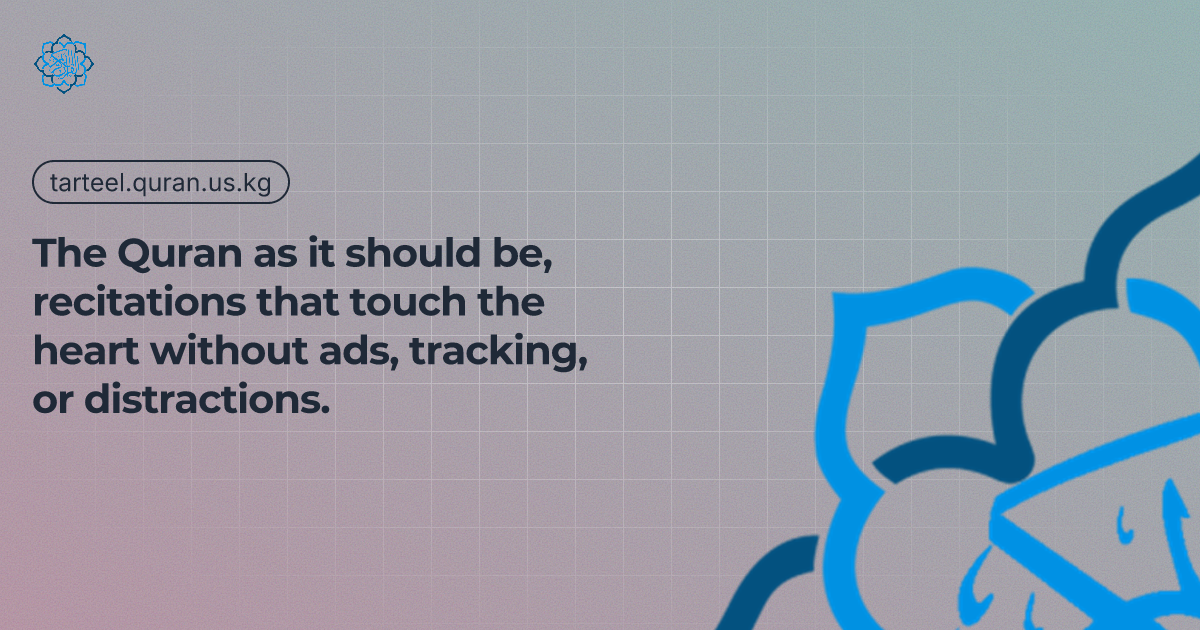 tarteel.quran.us.kg
The Quran as it should be,
recitations that touch the
heart without ads, tracking,
or distractions.